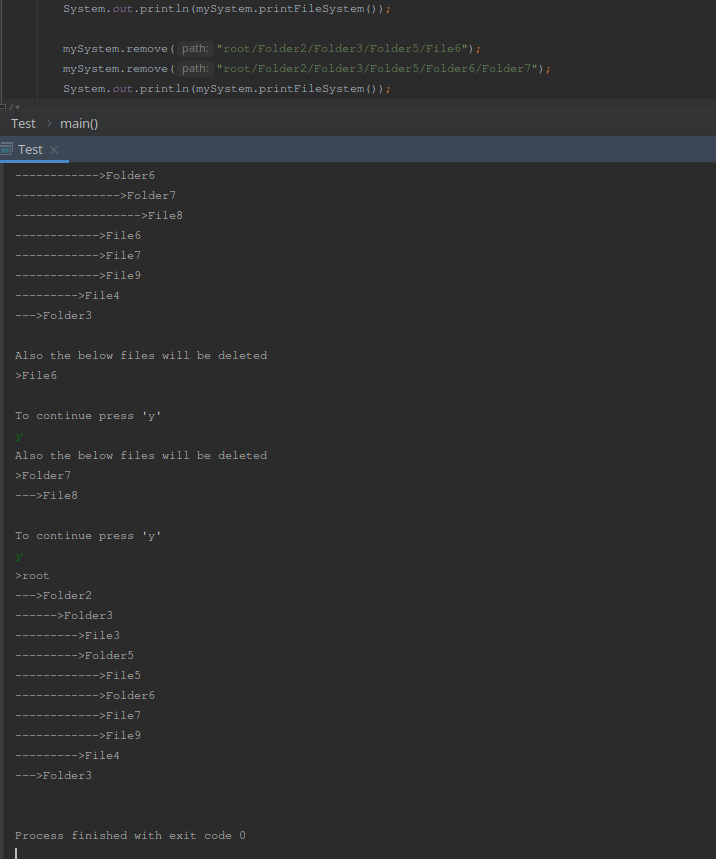 System.out.println(mySystem.printFileSystem());
mySystem.remove( path: "root/Folder2/Folder3/Folder5/File6");
mySystem.remove( path: "root/Folder2/Folder3/Folder5/Folder6/Folder7");
System.out.println(mySystem.printFileSystem());
/*
Test > main()
Test ×
------------>Folder6
--------------->Folder7
------------------>File8
------------>File6
------------>File7
------------>File9
--------->File4
--->Folder3
Also the below files will be deleted
>File6
To continue press 'y'
y
Also the below files will be deleted
>Folder7
--->File8
To continue press 'y'
y
>root
--->Folder2
------>Folder3
--------->File3
--------->Folder5
------------>File5
------------>Folder6
------------>File7
------------>File9
--------->File4
--->Folder3
Process finished with exit code 0